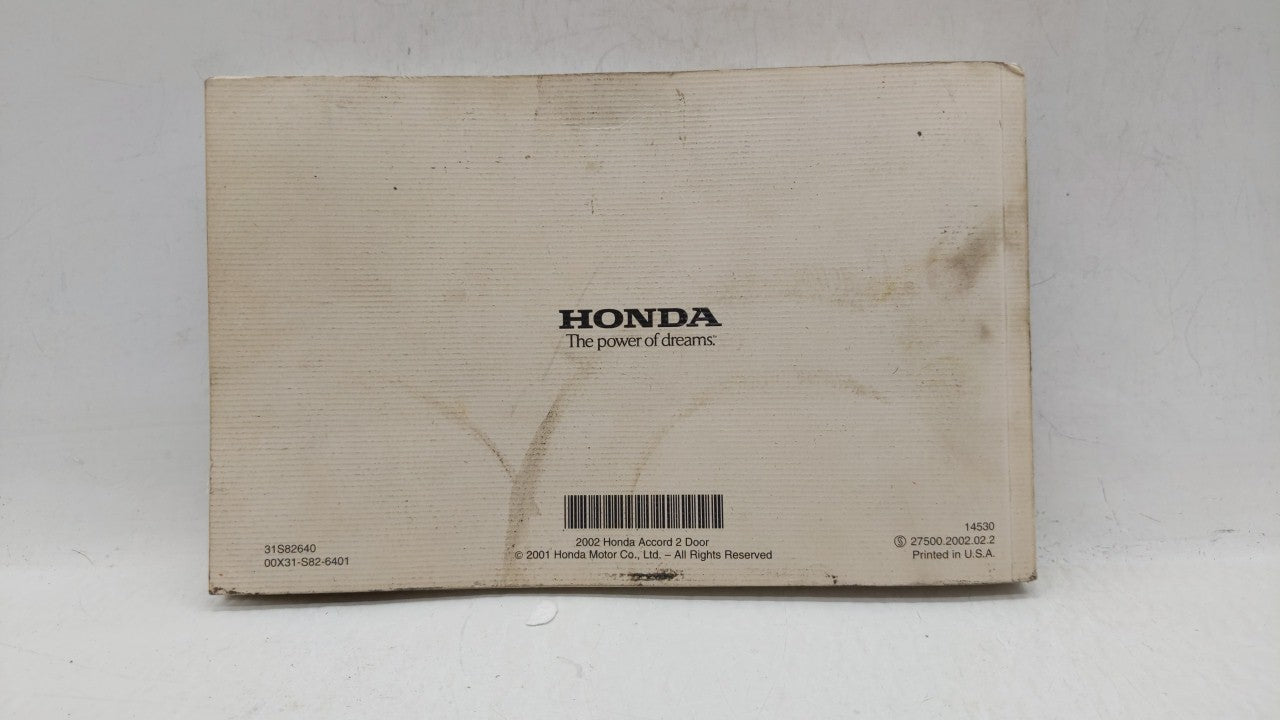 HONDA
The power of dreams.℠
2002 Honda Accord 2 Door
© 2001 Honda Motor Co., Ltd. – All Rights Reserved
31S82640
00X31-S82-6401
14530
Ⓢ 27500.2002.02.2
Printed in U.S.A.